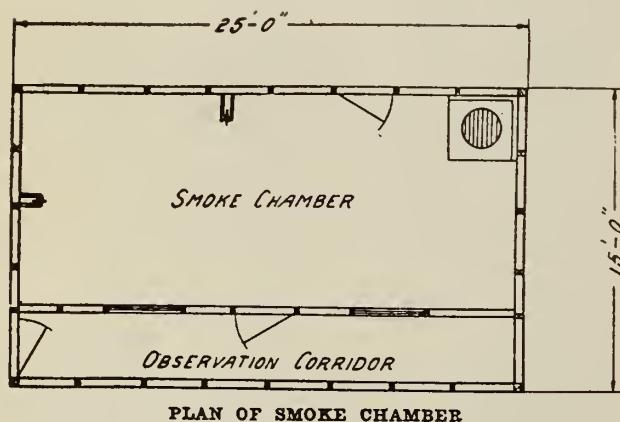 25'-0"
SMOKE CHAMBER
15'-0"
OBSERVATION CORRIDOR
PLAN OF SMOKE CHAMBER